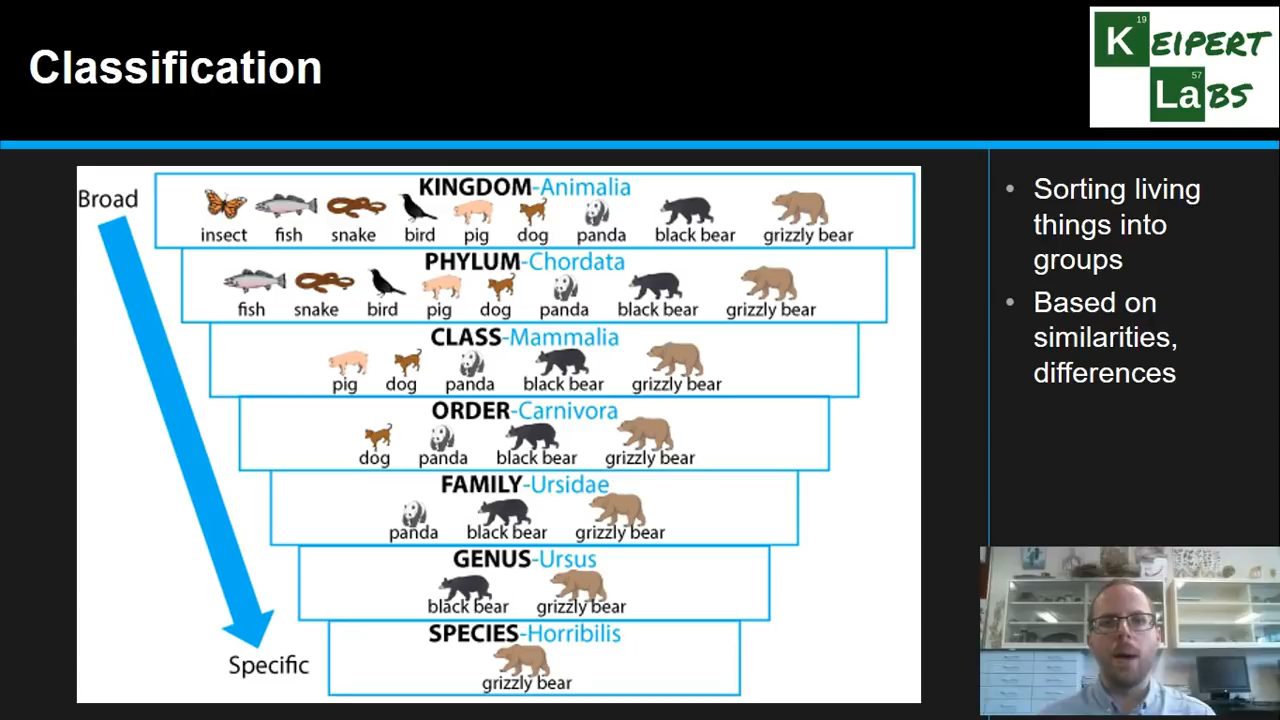 Classification
19
KEIPERT
57
LaBS
Broad
KINGDOM-Animalia
insect fish snake bird pig dog panda black bear grizzly bear
PHYLUM-Chordata
fish snake bird pig dog panda black bear grizzly bear
CLASS-Mammalia
pig dog panda black bear grizzly bear
ORDER-Carnivora
dog panda black bear grizzly bear
FAMILY-Ursidae
panda black bear grizzly bear
GENUS-Ursus
black bear grizzly bear
SPECIES-Horribilis
grizzly bear
Specific
• Sorting living
things into
groups
• Based on
similarities,
differences